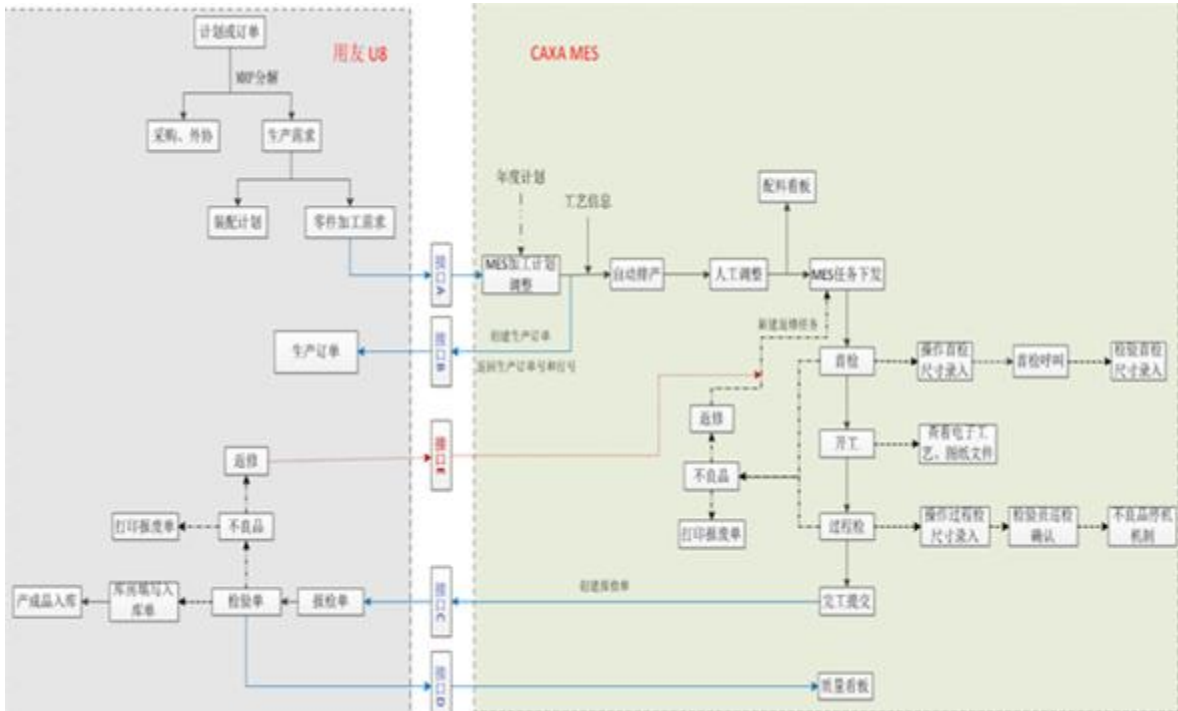 计划或订单
用友 U8
CAXA MES
MRP分解
采购、外协
生产需求
装配计划
零件加工需求
年度计划
工艺信息
配料看板
接口A
MES加工计划
调整
自动排产
人工调整
MES任务下发
新建返修任务
生产订单
接口B
创建生产订单
返回生产订单号和行号
首检
操作首检
尺寸录入
首检呼叫
检验首检
尺寸录入
返修
开工
查看电子工
艺、图纸文件
返修
接口E
不良品
打印报废单
不良品
打印报废单
过程检
操作过程检
尺寸录入
检验员巡检
确认
不良品停机
机制
产成品入库
库房填写入
库单
检验单
报检单
接口C
创建报检单
完工提交
接口D
质量看板